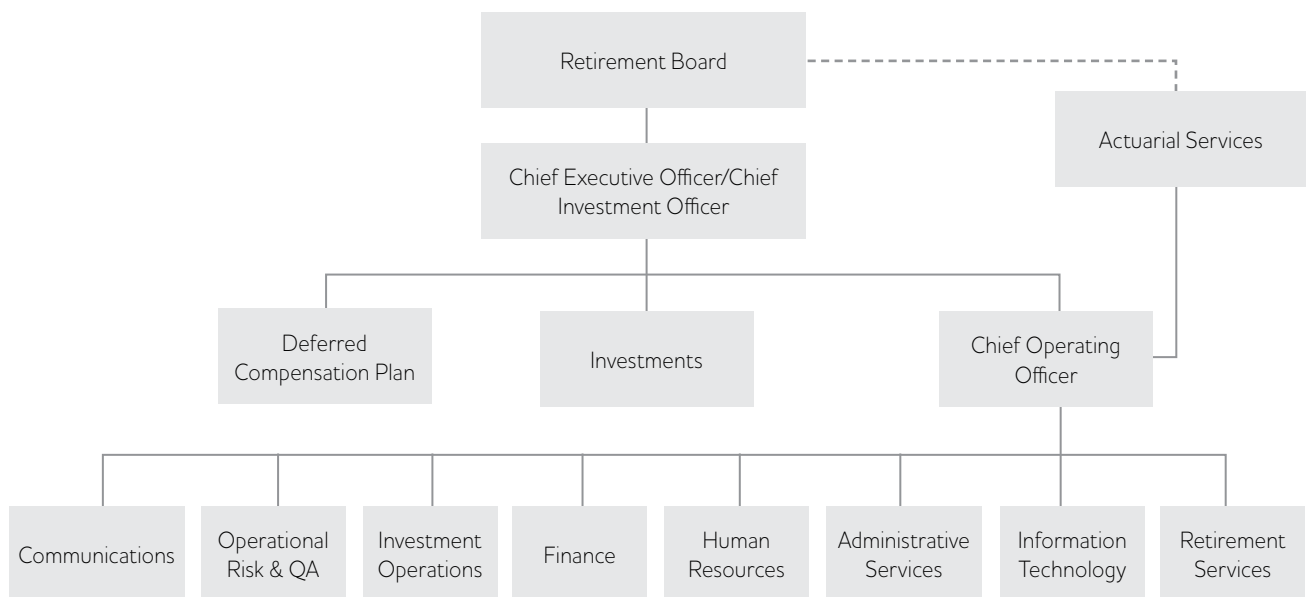 Retirement Board
Actuarial Services
Chief Executive Officer/Chief
Investment Officer
Deferred
Compensation Plan
Investments
Chief Operating
Officer
Communications
Operational
Risk & QA
Investment
Operations
Finance
Human
Resources
Administrative
Services
Information
Technology
Retirement
Services